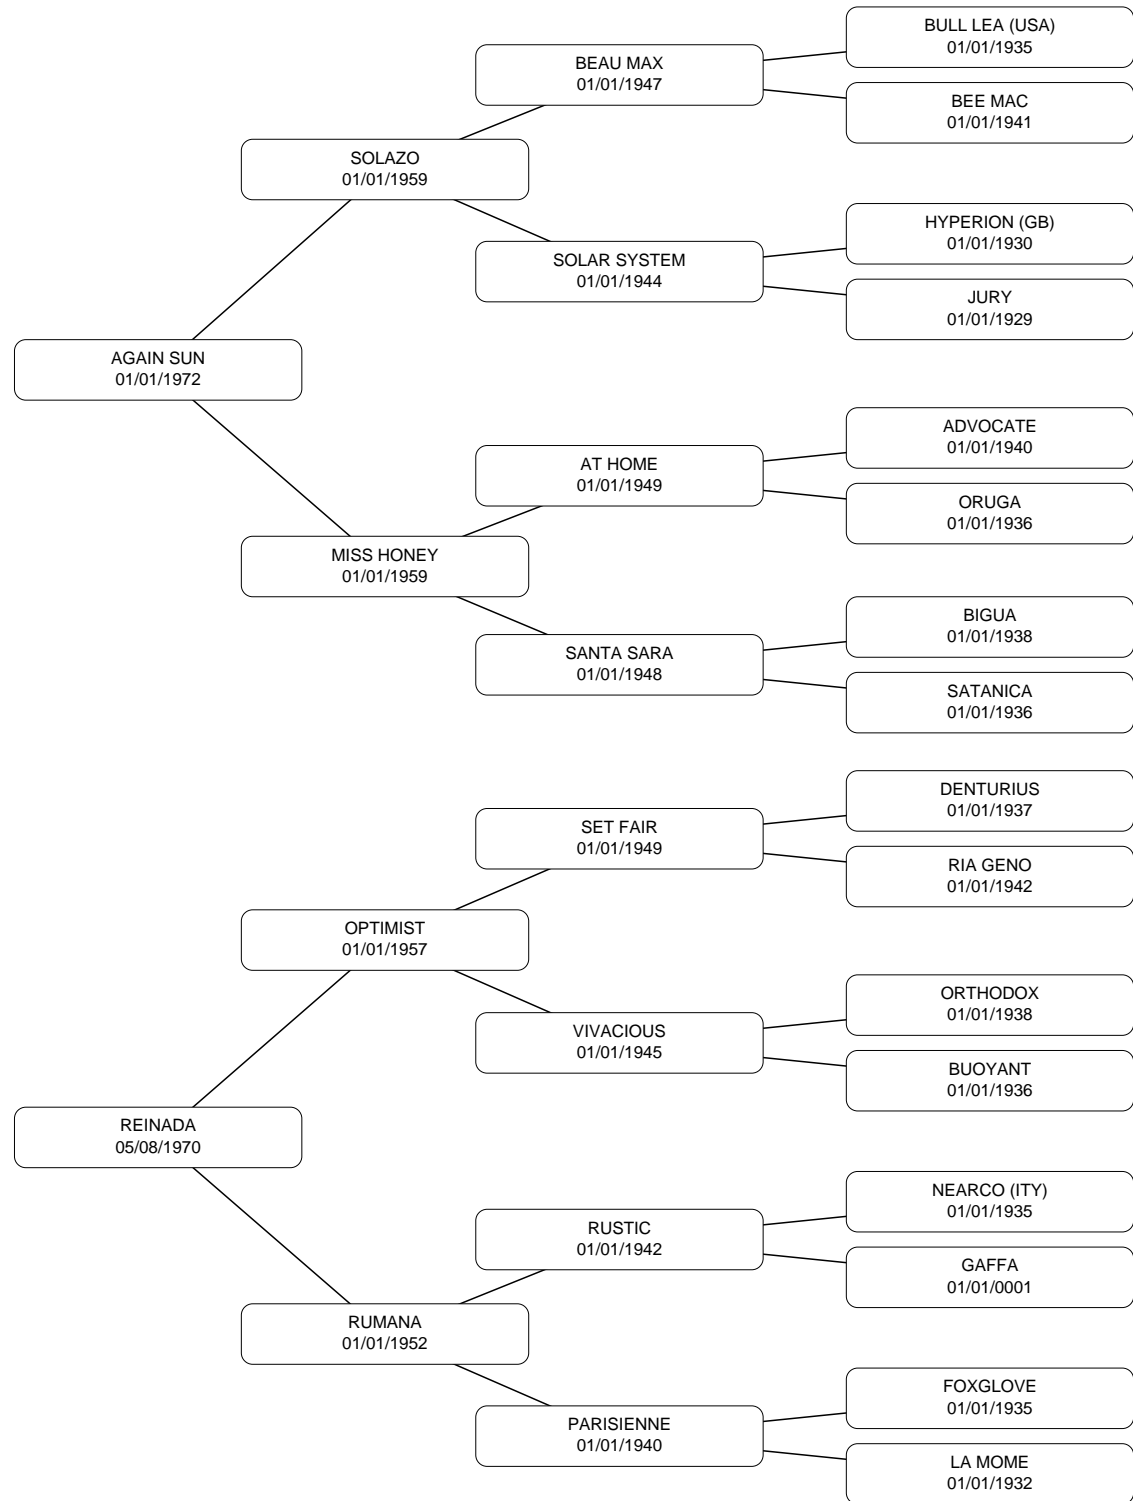 BULL LEA (USA)
01/01/1935
BEAU MAX
01/01/1947
BEE MAC
01/01/1941
SOLAZO
01/01/1959
HYPERION (GB)
01/01/1930
SOLAR SYSTEM
01/01/1944
JURY
01/01/1929
AGAIN SUN
01/01/1972
ADVOCATE
01/01/1940
AT HOME
01/01/1949
ORUGA
01/01/1936
MISS HONEY
01/01/1959
BIGUA
01/01/1938
SANTA SARA
01/01/1948
SATANICA
01/01/1936
DENTURIUS
01/01/1937
SET FAIR
01/01/1949
RIA GENO
01/01/1942
OPTIMIST
01/01/1957
ORTHODOX
01/01/1938
VIVACIOUS
01/01/1945
BUOYANT
01/01/1936
REINADA
05/08/1970
NEARCO (ITY)
01/01/1935
RUSTIC
01/01/1942
GAFFA
01/01/0001
RUMANA
01/01/1952
FOXGLOVE
01/01/1935
PARISIENNE
01/01/1940
LA MOME
01/01/1932